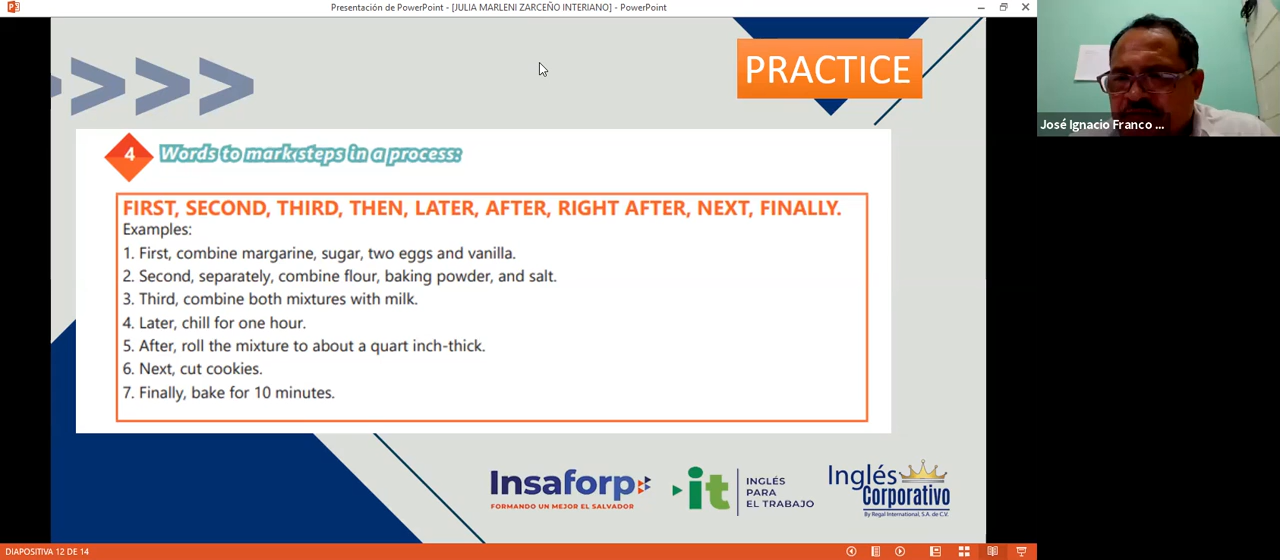 Presentación de PowerPoint - [JULIA MARLENI ZARCEÑO INTERIANO] - PowerPoint
PRACTICE
José Ignacio Franco ...
4 Words to mark steps in a process:
FIRST, SECOND, THIRD, THEN, LATER, AFTER, RIGHT AFTER, NEXT, FINALLY.
Examples:
1. First, combine margarine, sugar, two eggs and vanilla.
2. Second, separately, combine flour, baking powder, and salt.
3. Third, combine both mixtures with milk.
4. Later, chill for one hour.
5. After, roll the mixture to about a quart inch-thick.
6. Next, cut cookies.
7. Finally, bake for 10 minutes.
Insaforp
FORMANDO UN MEJOR EL SALVADOR
it INGLÉS
PARA
EL TRABAJO
Inglés
Corporativo
By Regal International, S.A. de C.V.
DIAPOSITIVA 12 DE 14